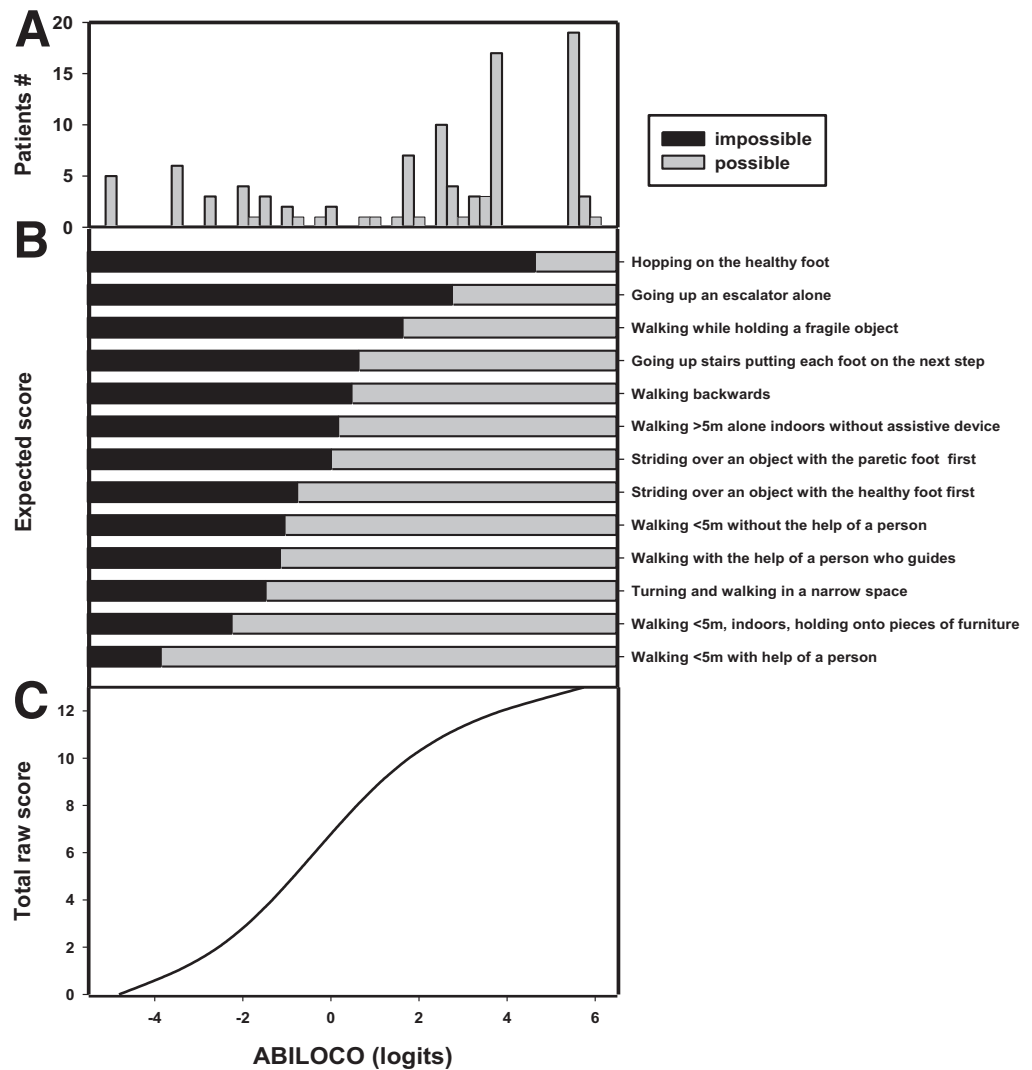 A
Patients #
20
15
10
5
0
impossible
possible
B
Expected score
Hopping on the healthy foot
Going up an escalator alone
Walking while holding a fragile object
Going up stairs putting each foot on the next step
Walking backwards
Walking >5m alone indoors without assistive device
Striding over an object with the paretic foot first
Striding over an object with the healthy foot first
Walking <5m without the help of a person
Walking with the help of a person who guides
Turning and walking in a narrow space
Walking <5m, indoors, holding onto pieces of furniture
Walking <5m with help of a person
C
Total raw score
12
10
8
6
4
2
0
-4 -2 0 2 4 6
ABILOCO (logits)